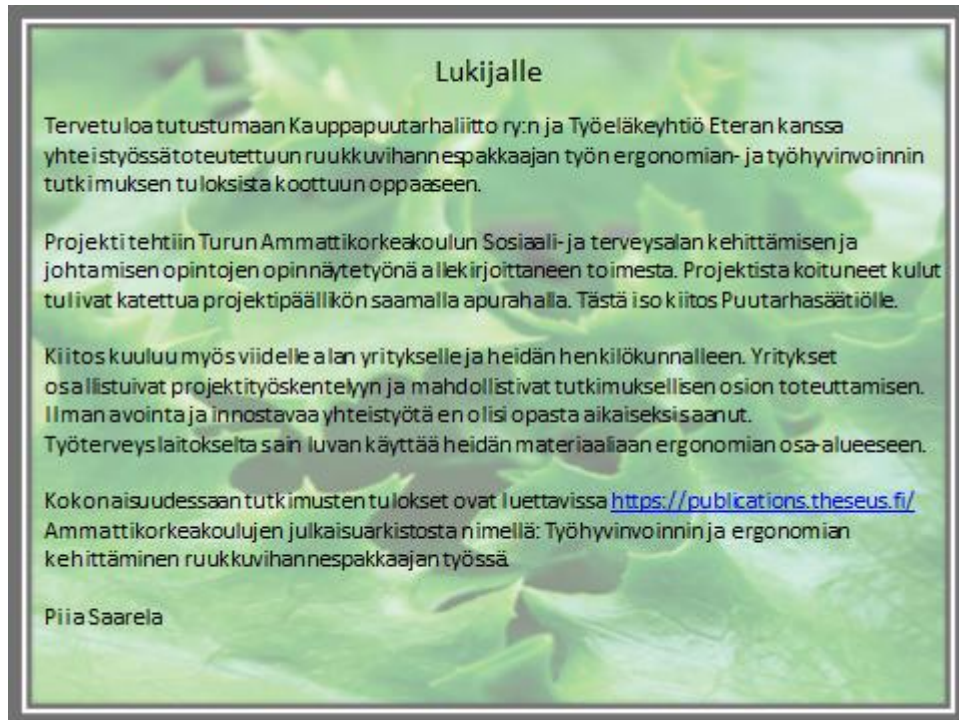 Lukijalle
Tervetuloa tutustumaan Kauppapuutarhaliitto ry:n ja Työeläkeyhtiö Eteran kanssa
yhteistyössä toteutettuun ruukkuvihannespakkaajan työn ergonomian- ja työhyvinvoinnin
tutkimuksen tuloksista koottuun oppaaseen.
Projekti tehtiin Turun Ammattikorkeakoulun Sosiaali- ja terveysalan kehittämisen ja
johtamisen opintojen opinnäytetyönä allekirjoittaneen toimesta. Projektista koituneet kulut
tulivat katettua projektipäällikön saamalla apurahalla. Tästä iso kiitos Puutarhasäätiölle.
Kiitos kuuluu myös viidelle alan yritykselle ja heidän henkilökunnalleen. Yritykset
osallistuivat projektityöskentelyyn ja mahdollistivat tutkimuksellisen osion toteuttamisen.
Ilman avointa ja innostavaa yhteistyötä en olisi opasta aikaiseksi saanut.
Työterveyslaitokselta sain luvan käyttää heidän materiaaliaan ergonomian osa-alueeseen.
Kokonaisuudessaan tutkimusten tulokset ovat luettavissa https://publications.theseus.fi/
Ammattikorkeakoulujen julkaisuarkistosta nimellä: Työhyvinvoinnin ja ergonomian
kehittäminen ruukkuvihannespakkaajan työssä.
Piia Saarela